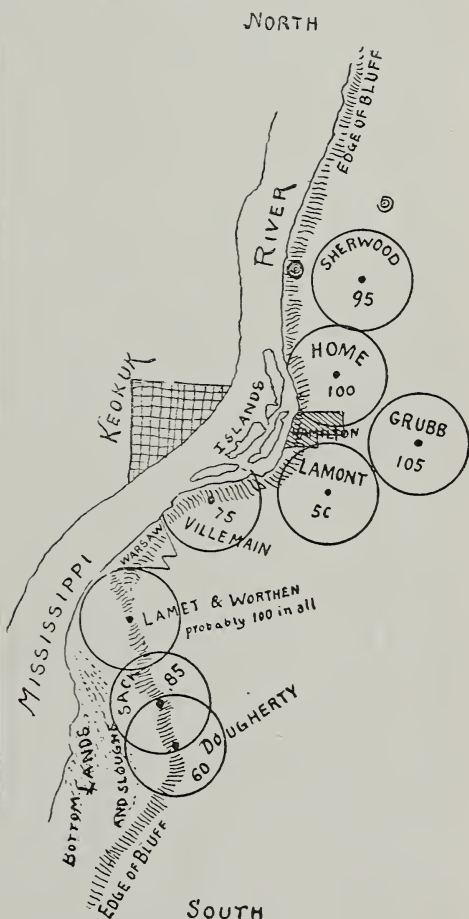 NORTH
EDGE OF BLUFF
RIVER
SHERWOOD
95
HOME
100
KEOKUK
ISLANDS
HAMILTON
GRUBB
105
LAMONT
50
75
VILLEMAIN
WARSAW
MISSISSIPPI
LAMET & WORTHEN
probably 100 in all
SACK
85
DOUGHERTY
60
BOTTOM LANDS,
AND SLOUGHS
EDGE OF BLUFF
SOUTH